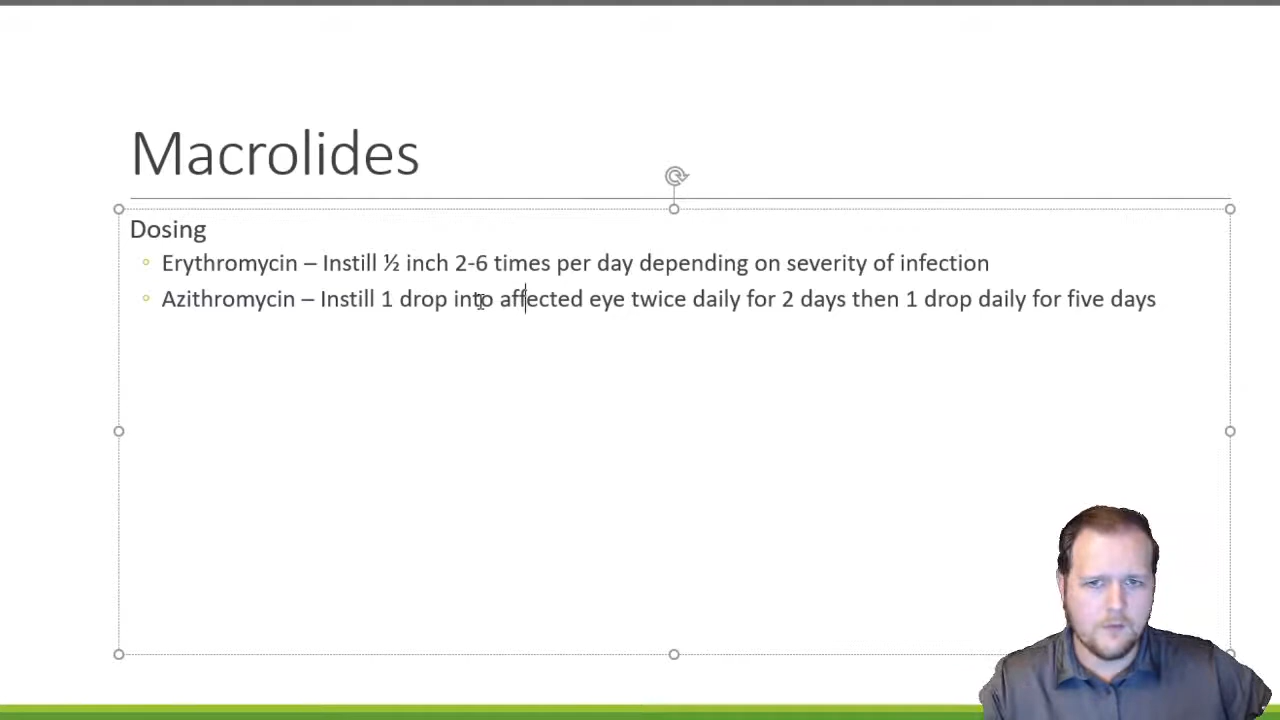 Macrolides
Dosing
Erythromycin – Instill ½ inch 2-6 times per day depending on severity of infection
Azithromycin – Instill 1 drop into affected eye twice daily for 2 days then 1 drop daily for five days